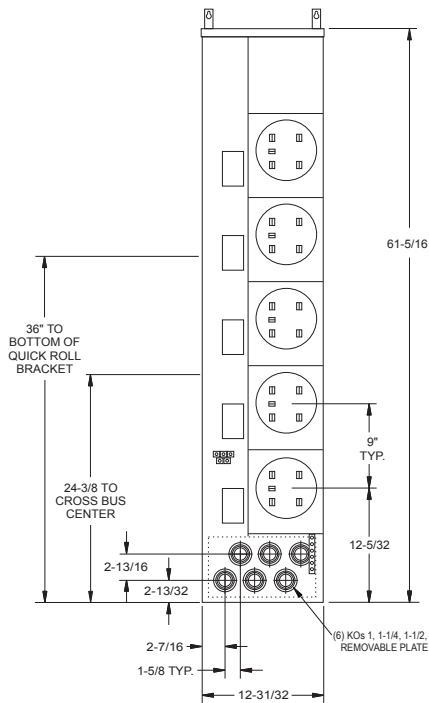 61-5/16
36" TO
BOTTOM OF
QUICK ROLL
BRACKET
9"
TYP.
24-3/8 TO
CROSS BUS
CENTER
12-5/32
2-13/16
2-13/32
(6) KOs 1, 1-1/4, 1-1/2,
REMOVABLE PLATE
2-7/16
1-5/8 TYP.
12-31/32